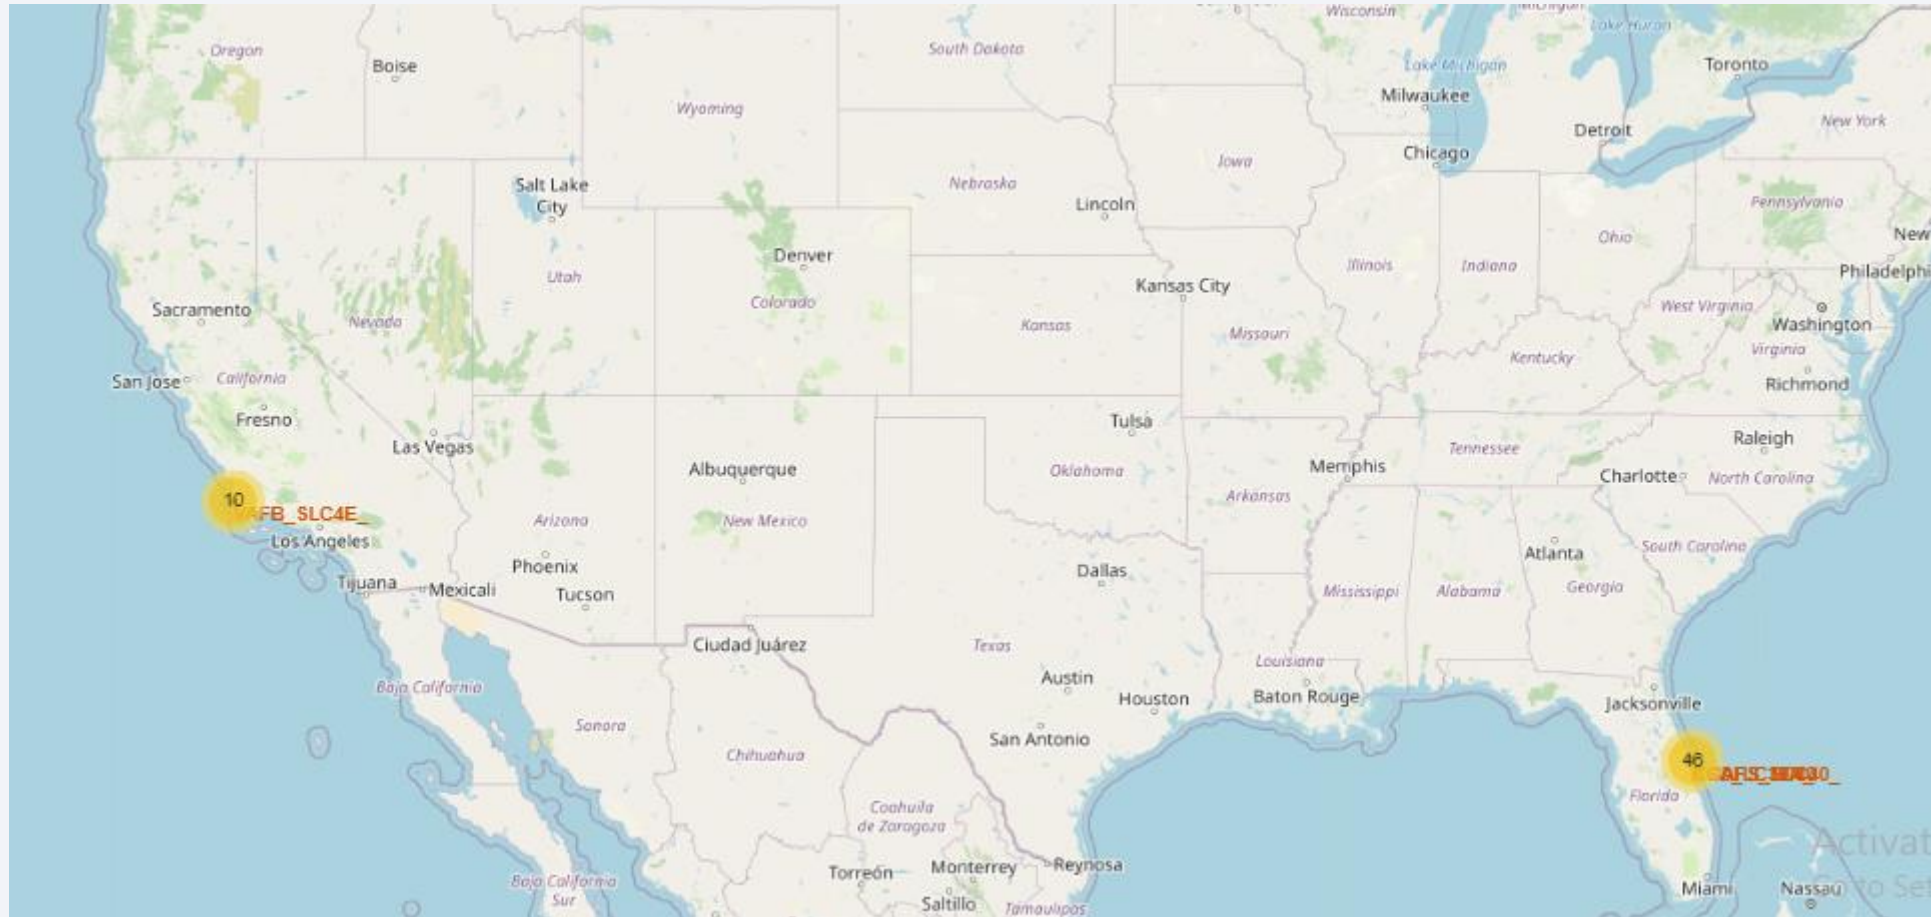 Wisconsin
Michigan
Lake Huron
Oregon
Boise
South Dakota
Lake Michigan
Toronto
Wyoming
Milwaukee
New York
Detroit
Chicago
Iowa
Salt Lake
City
Nebraska
Lincoln
Pennsylvania
New
Ohio
Denver
Utah
Illinois
Indiana
Philadelphi
Kansas City
Colorado
Sacramento
Nevada
Kansas
Missouri
West Virginia
Washington
Virginia
Kentucky
San Jose
California
Richmond
Fresno
Tulsa
Las Vegas
Raleigh
Tennessee
Albuquerque
Oklahoma
Memphis
Charlotte
North Carolina
10
Arkansas
AFB_SLC4E_
Arizona
New Mexico
Los Angeles
South Carolina
Atlanta
Phoenix
Dallas
Tijuana
Mexicali
Tucson
Mississippi
Alabama
Georgia
Ciudad Juárez
Texas
Louisiana
Austin
Baja California
Houston
Baton Rouge
Jacksonville
Sonora
San Antonio
Chihuahua
46
Florida
Coahuila
de Zaragoza
Activat
Monterrey
Reynosa
Torreón
Baja California
Sur
Miami
Nassau
to Set
Saltillo
Tamaulipas